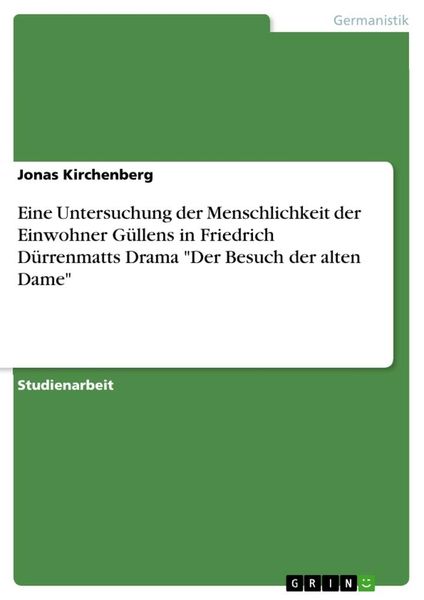 Germanistik
Jonas Kirchenberg
Eine Untersuchung der Menschlichkeit der
Einwohner Güllens in Friedrich
Dürrenmatts Drama "Der Besuch der alten
Dame"
Studienarbeit
GRIN